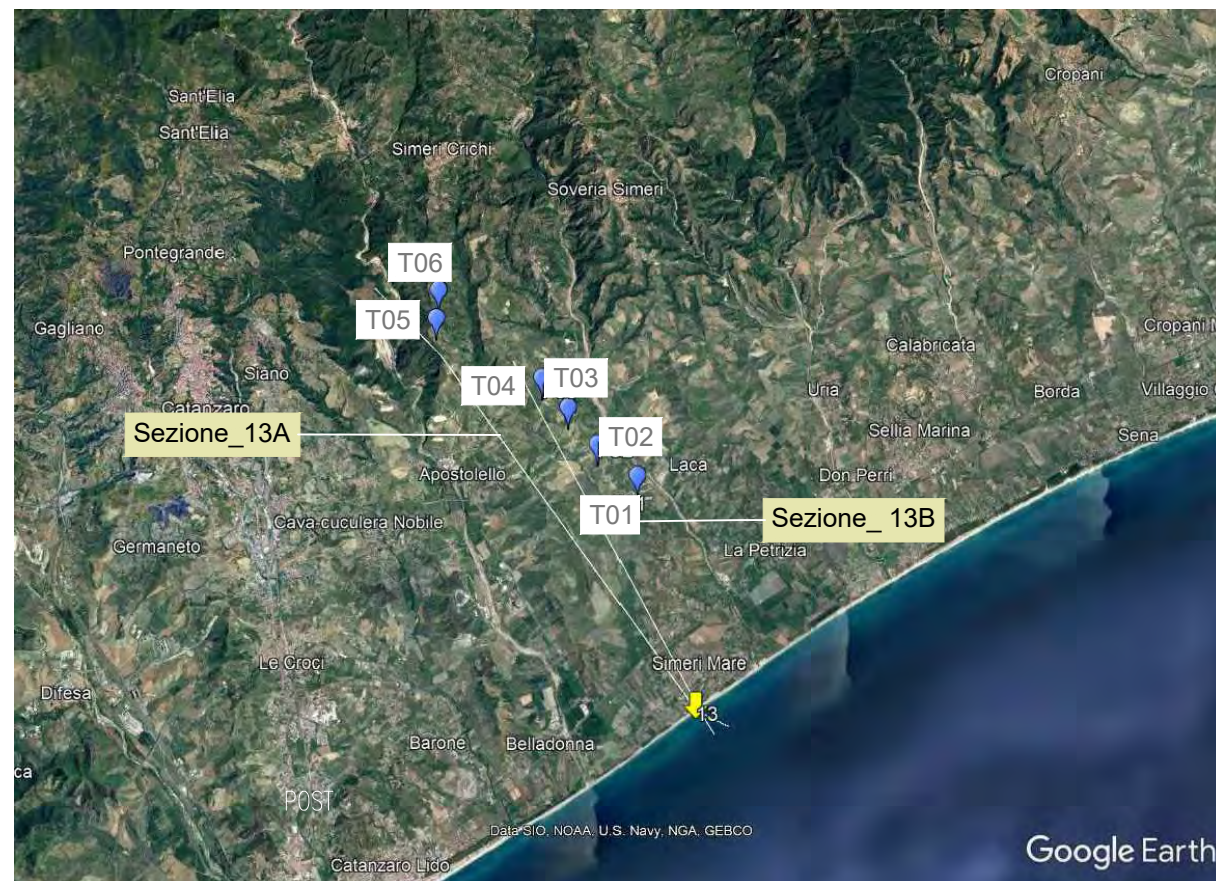 Cropani
Sant'Elia
Sant'Elia
Simeri Crichi
Soveria Simeri
Pontegrande
T06
Gagliano
T05
Cropani M
Calabricata
Siano
T04
T03
Uria
Borda
Villaggio
Catanzaro
Sezione_13A
T02
Sellia Marina
Sena
Apostolello
Laca
Don Perri
T01
Sezione_ 13B
Cava-cuculera Nobile
Germaneto
La Petrizia
Le Croci
Simeri Mare
Difesa
13
Barone
Belladonna
ca
POST
Data SIO, NOAA, U.S. Navy, NGA, GEBCO
Google Earth
Catanzaro Lido